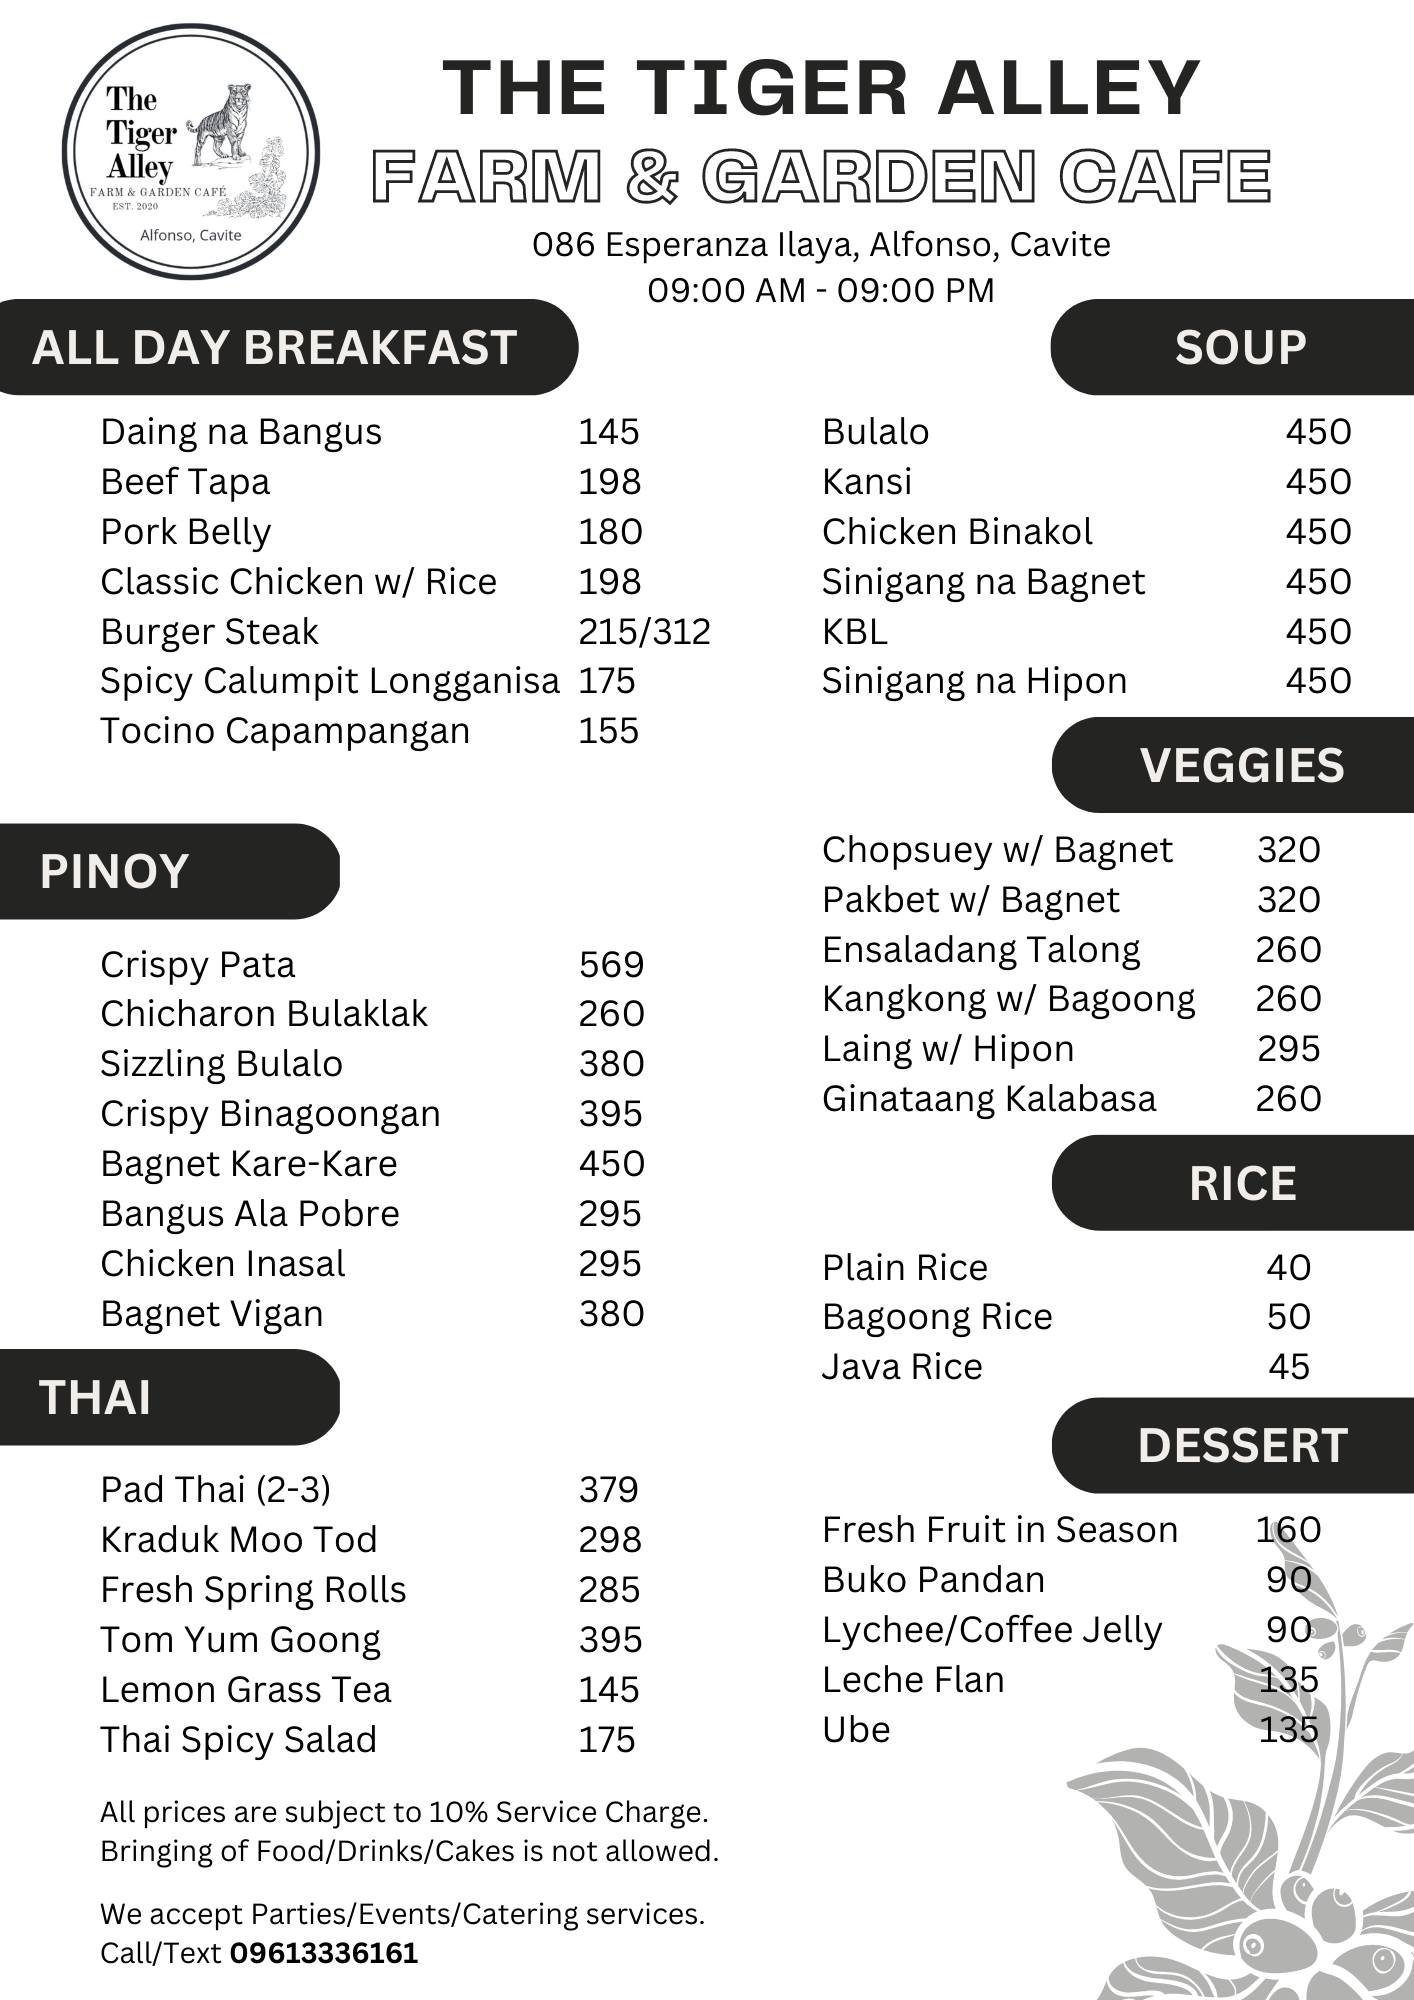 The
Tiger
Alley
FARM & GARDEN CAFÉ
EST. 2020
Alfonso, Cavite
THE TIGER ALLEY
FARM & GARDEN CAFE
086 Esperanza Ilaya, Alfonso, Cavite
09:00 AM - 09:00 PM
ALL DAY BREAKFAST
Daing na Bangus 145
Beef Tapa 198
Pork Belly 180
Classic Chicken w/ Rice 198
Burger Steak 215/312
Spicy Calumpit Longganisa 175
Tocino Capampangan 155
PINOY
Crispy Pata 569
Chicharon Bulaklak 260
Sizzling Bulalo 380
Crispy Binagoongan 395
Bagnet Kare-Kare 450
Bangus Ala Pobre 295
Chicken Inasal 295
Bagnet Vigan 380
THAI
Pad Thai (2-3) 379
Kraduk Moo Tod 298
Fresh Spring Rolls 285
Tom Yum Goong 395
Lemon Grass Tea 145
Thai Spicy Salad 175
SOUP
Bulalo 450
Kansi 450
Chicken Binakol 450
Sinigang na Bagnet 450
KBL 450
Sinigang na Hipon 450
VEGGIES
Chopsuey w/ Bagnet 320
Pakbet w/ Bagnet 320
Ensaladang Talong 260
Kangkong w/ Bagoong 260
Laing w/ Hipon 295
Ginataang Kalabasa 260
RICE
Plain Rice 40
Bagoong Rice 50
Java Rice 45
DESSERT
Fresh Fruit in Season 160
Buko Pandan 90
Lychee/Coffee Jelly 90
Leche Flan 135
Ube 135
All prices are subject to 10% Service Charge.
Bringing of Food/Drinks/Cakes is not allowed.
We accept Parties/Events/Catering services.
Call/Text 09613336161